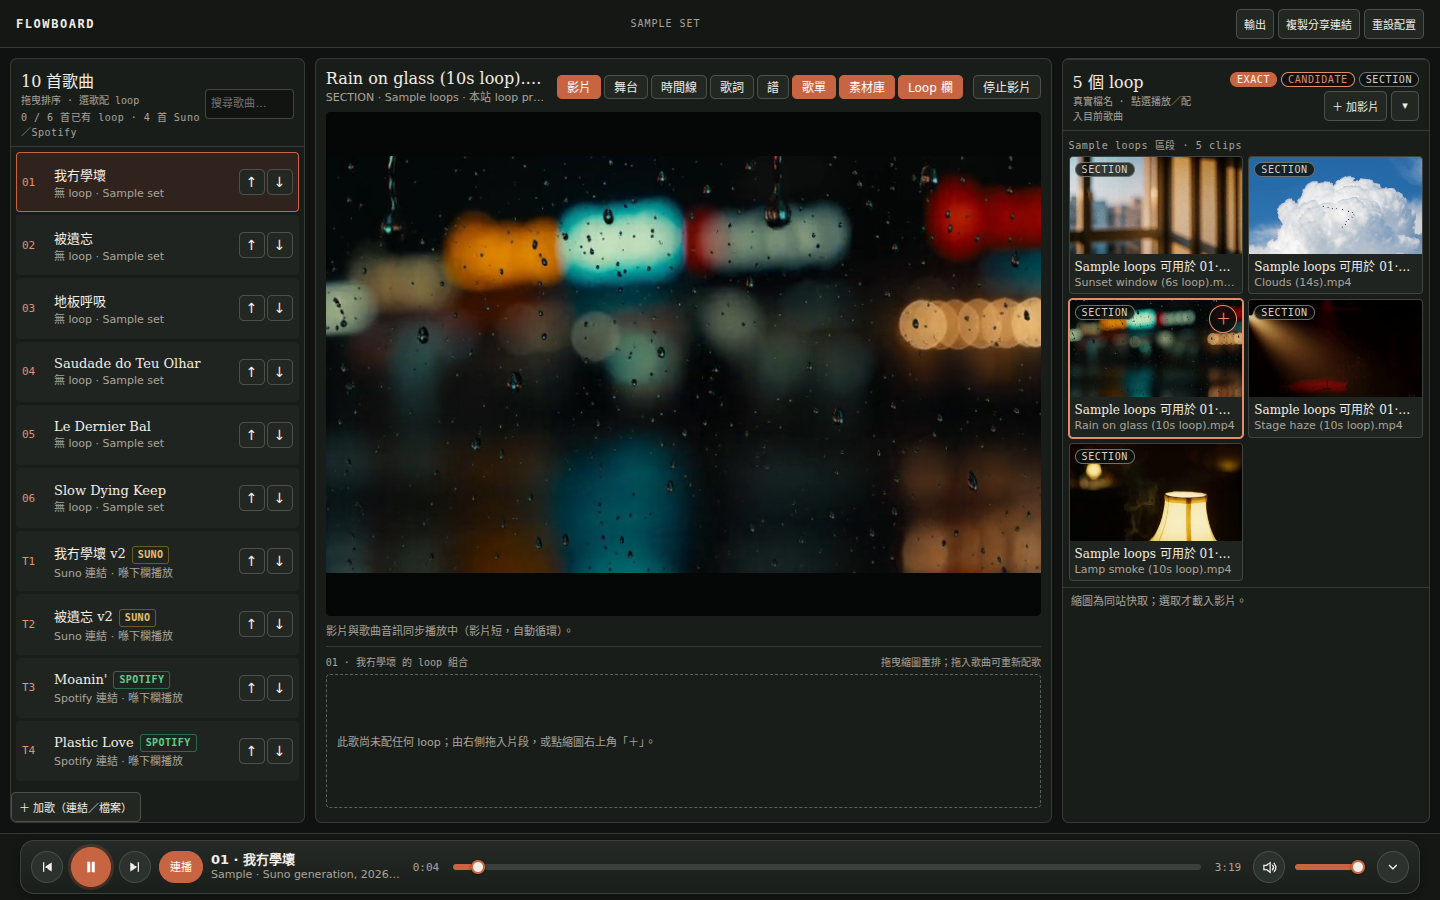 FLOWBOARD
SAMPLE SET
輸出
複製分享連結
重設配置
10 首歌曲
拖曳排序 · 選歌配 loop
0 / 6 首已有 loop · 4 首 Suno
／Spotify
搜尋歌曲…
01
我冇學壞
無 loop · Sample set
↑ ↓
02
被遺忘
無 loop · Sample set
↑ ↓
03
地板呼吸
無 loop · Sample set
↑ ↓
04
Saudade do Teu Olhar
無 loop · Sample set
↑ ↓
05
Le Dernier Bal
無 loop · Sample set
↑ ↓
06
Slow Dying Keep
無 loop · Sample set
↑ ↓
T1
我冇學壞 v2 SUNO
Suno 連結 · 喺下欄播放
↑ ↓
T2
被遺忘 v2 SUNO
Suno 連結 · 喺下欄播放
↑ ↓
T3
Moanin' SPOTIFY
Spotify 連結 · 喺下欄播放
↑ ↓
T4
Plastic Love SPOTIFY
Spotify 連結 · 喺下欄播放
↑ ↓
＋ 加歌（連結／檔案）
Rain on glass (10s loop)....
SECTION · Sample loops · 本站 loop pr...
影片
舞台
時間線
歌詞
譜
歌單
素材庫
Loop 欄
停止影片
影片與歌曲音訊同步播放中（影片短，自動循環）。
01 · 我冇學壞 的 loop 組合
拖曳縮圖重排；拖入歌曲可重新配歌
此歌尚未配任何 loop；由右側拖入片段，或點縮圖右上角「＋」。
5 個 loop
真實檔名 · 點選播放／配
入目前歌曲
EXACT
CANDIDATE
SECTION
＋ 加影片
▾
Sample loops 區段 · 5 clips
SECTION
Sample loops 可用於 01·...
Sunset window (6s loop).m...
SECTION
Sample loops 可用於 01·...
Clouds (14s).mp4
SECTION
＋
Sample loops 可用於 01·...
Rain on glass (10s loop).mp4
SECTION
Sample loops 可用於 01·...
Stage haze (10s loop).mp4
SECTION
Sample loops 可用於 01·...
Lamp smoke (10s loop).mp4
縮圖為同站快取；選取才載入影片。
連播
01 · 我冇學壞
Sample · Suno generation, 2026...
0:04
3:19